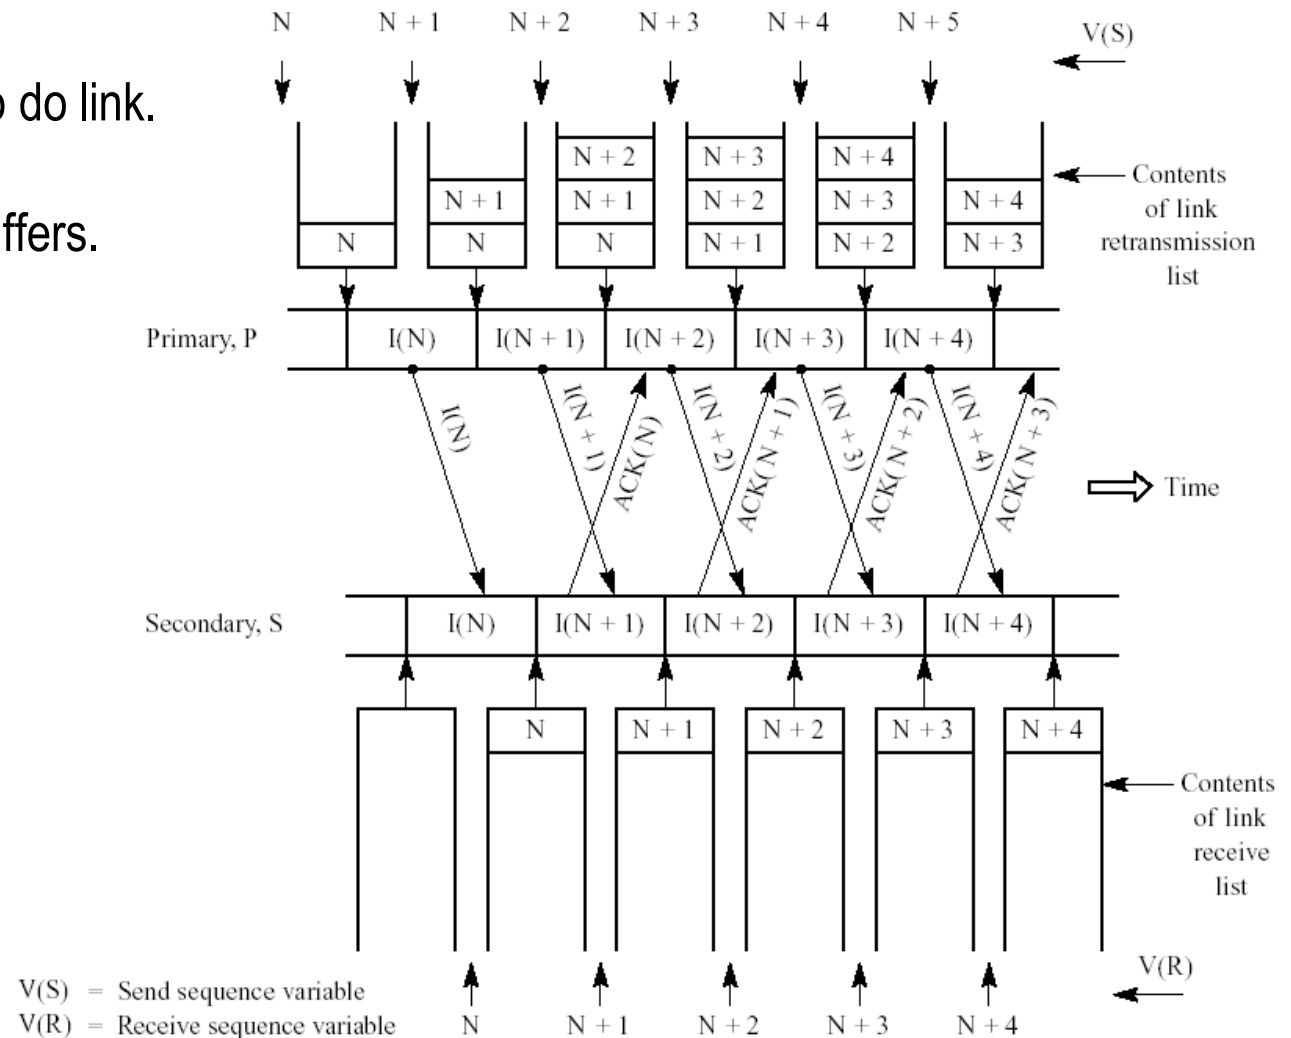 N N + 1 N + 2 N + 3 N + 4 N + 5
V(S)
do link.
N + 2 N + 3 N + 4
Contents
N + 1 N + 1 N + 2 N + 3 N + 4
of link
N N N N + 1 N + 2 N + 3
retransmission
list
Primary, P I(N) I(N + 1) I(N + 2) I(N + 3) I(N + 4)
I(N) I(N + 1) ACK(N) I(N + 2) ACK(N + 1) I(N + 3) ACK(N + 2) I(N + 4) ACK(N + 3)
Time
Secondary, S I(N) I(N + 1) I(N + 2) I(N + 3) I(N + 4)
N N + 1 N + 2 N + 3 N + 4
Contents
of link
receive
list
V(R)
V(S) = Send sequence variable
V(R) = Receive sequence variable
N N + 1 N + 2 N + 3 N + 4